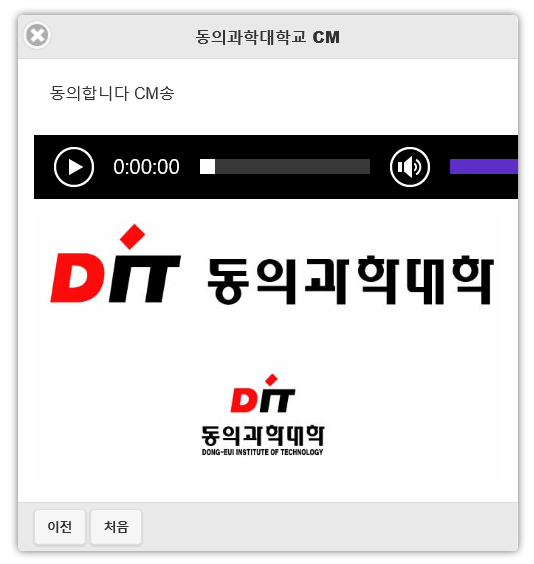 동의과학대학교 CM
동의합니다 CM송
0:00:00
DIT 동의과학대학
DIT
동의과학대학
DONG-EUI INSTITUTE OF TECHNOLOGY
이전 처음